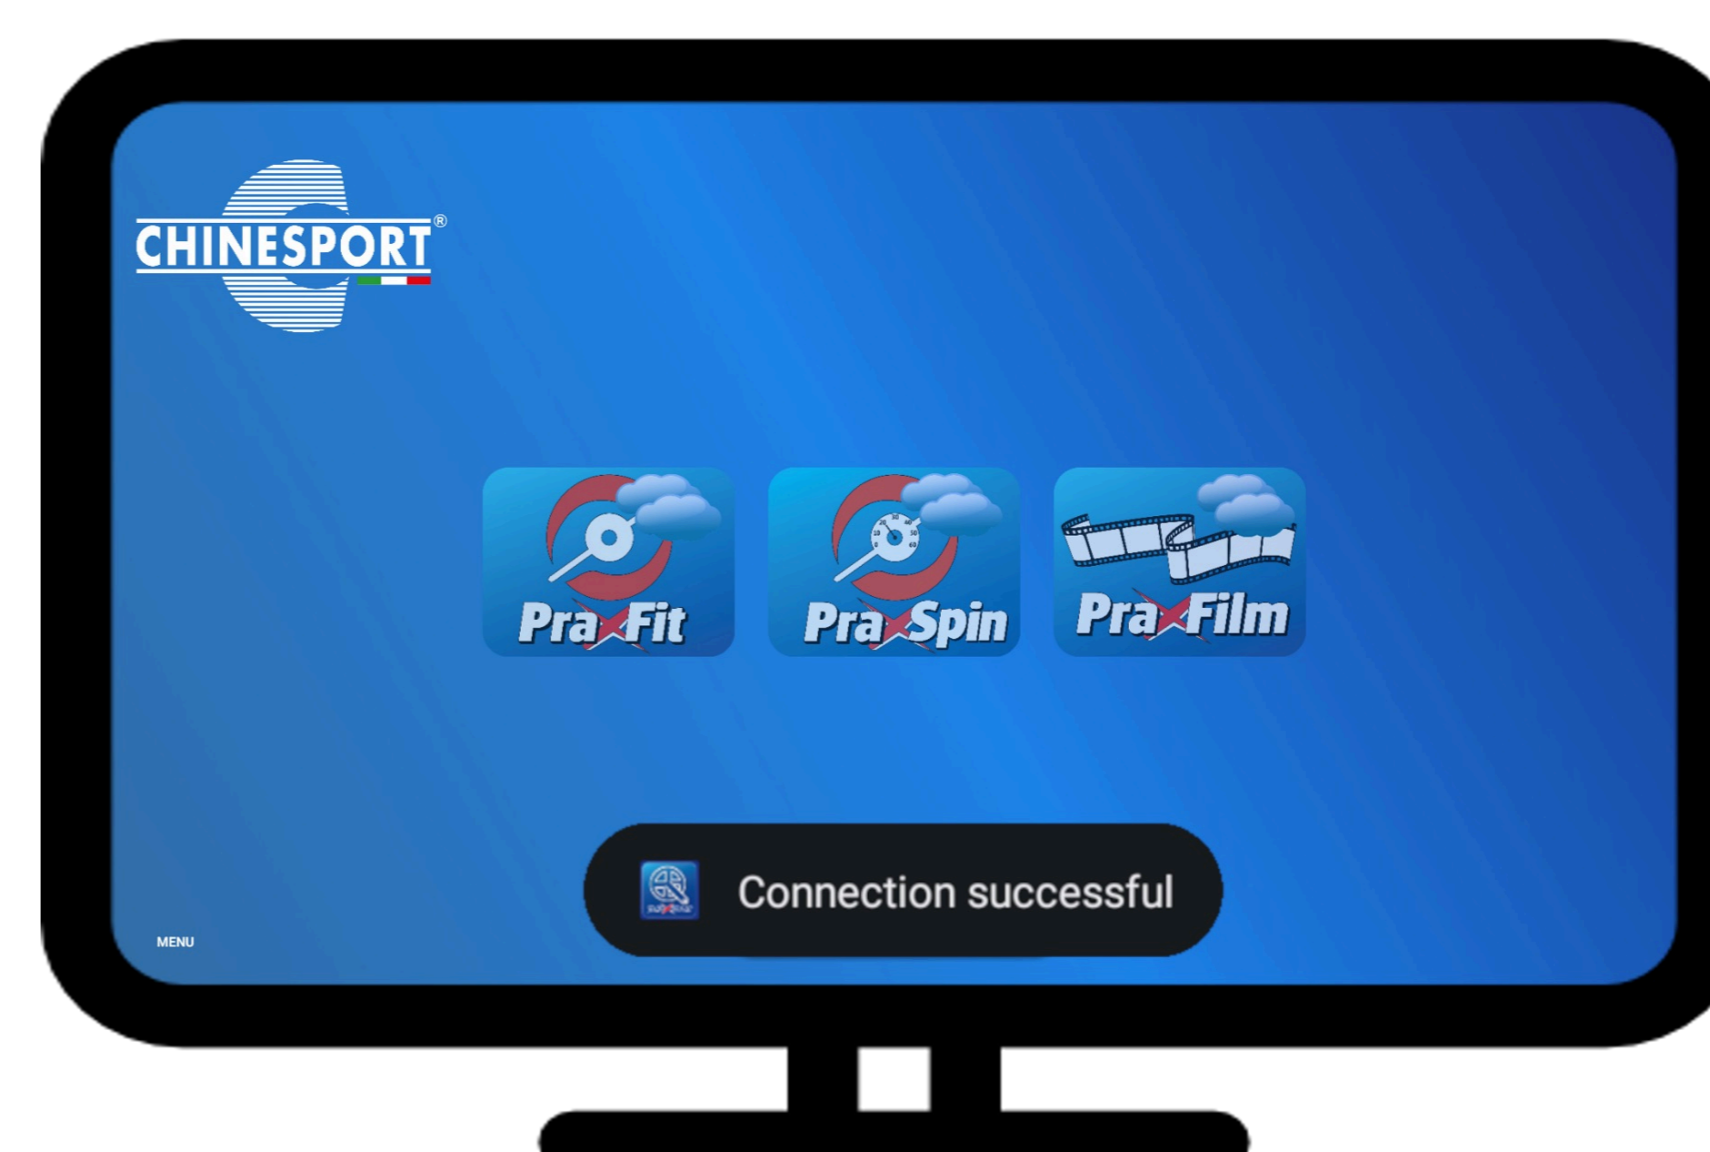 CHINESPORT®
PraxFit
PraxSpin
PraxFilm
Connection successful
MENU